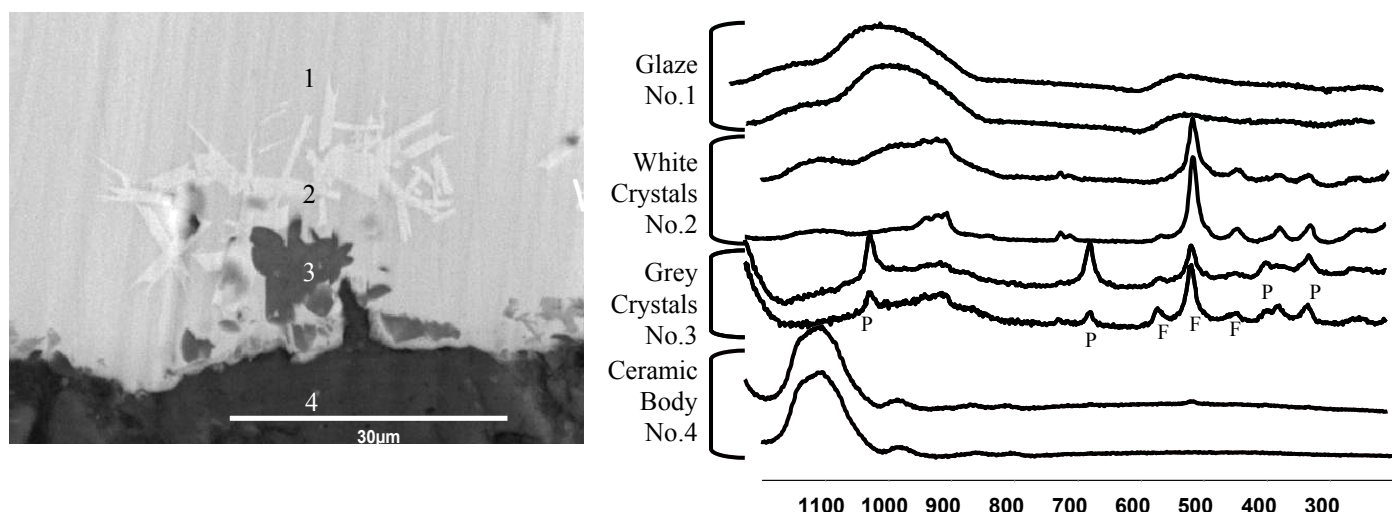 1
2
3
4
30µm
Glaze
No.1
White
Crystals
No.2
Grey
Crystals
No.3
P
P
P
P
F
F
F
Ceramic
Body
No.4
1100 1000 900 800 700 600 500 400 300